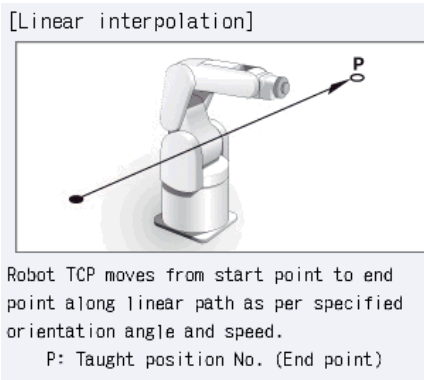 [Linear interpolation]
P
Robot TCP moves from start point to end
point along linear path as per specified
orientation angle and speed.
P: Taught position No. (End point)